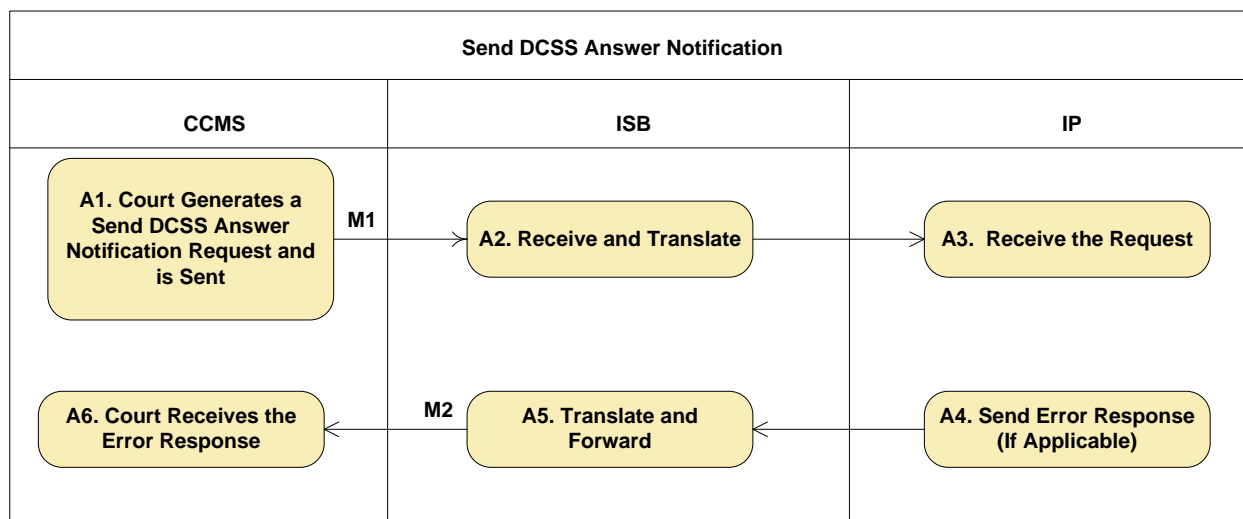 Send DCSS Answer Notification
CCMS
ISB
IP
A1. Court Generates a
Send DCSS Answer
Notification Request and
is Sent
M1
A2. Receive and Translate
A3. Receive the Request
A6. Court Receives the
Error Response
M2
A5. Translate and
Forward
A4. Send Error Response
(If Applicable)